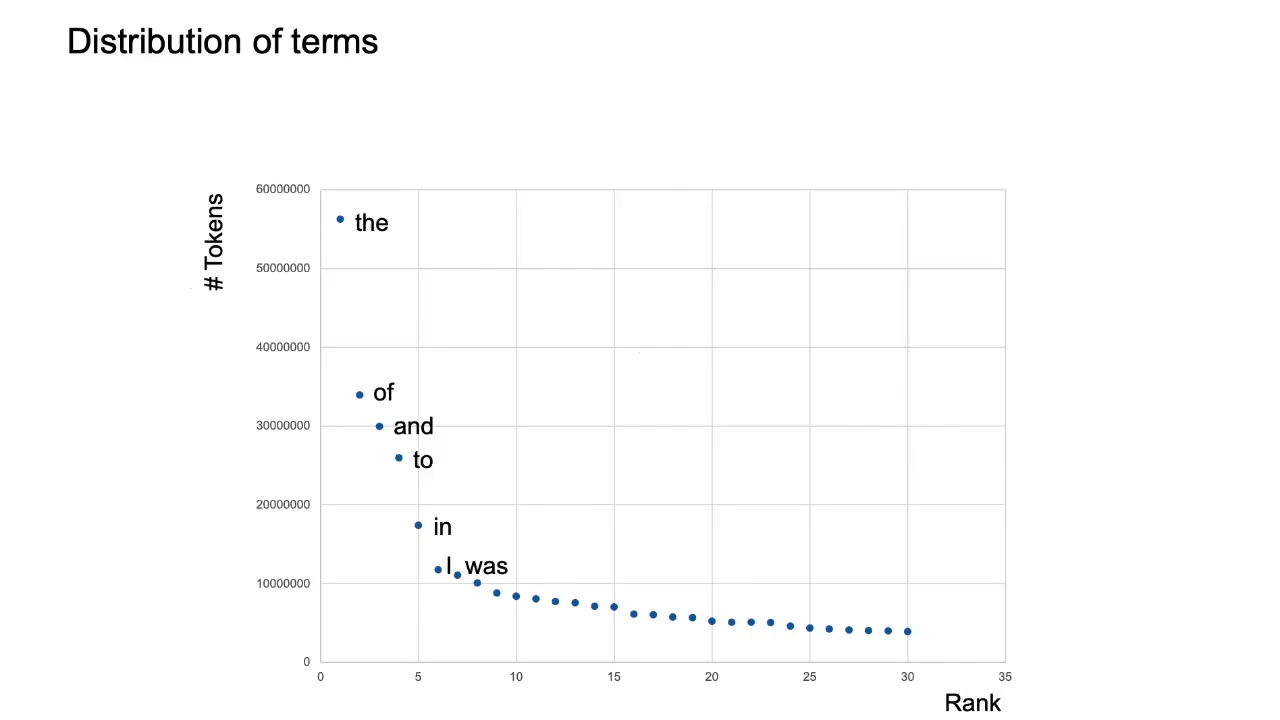 Distribution of terms
# Tokens
60000000
the
50000000
40000000
of
30000000
and
to
20000000
in
I was
10000000
0
0 5 10 15 20 25 30 35
Rank